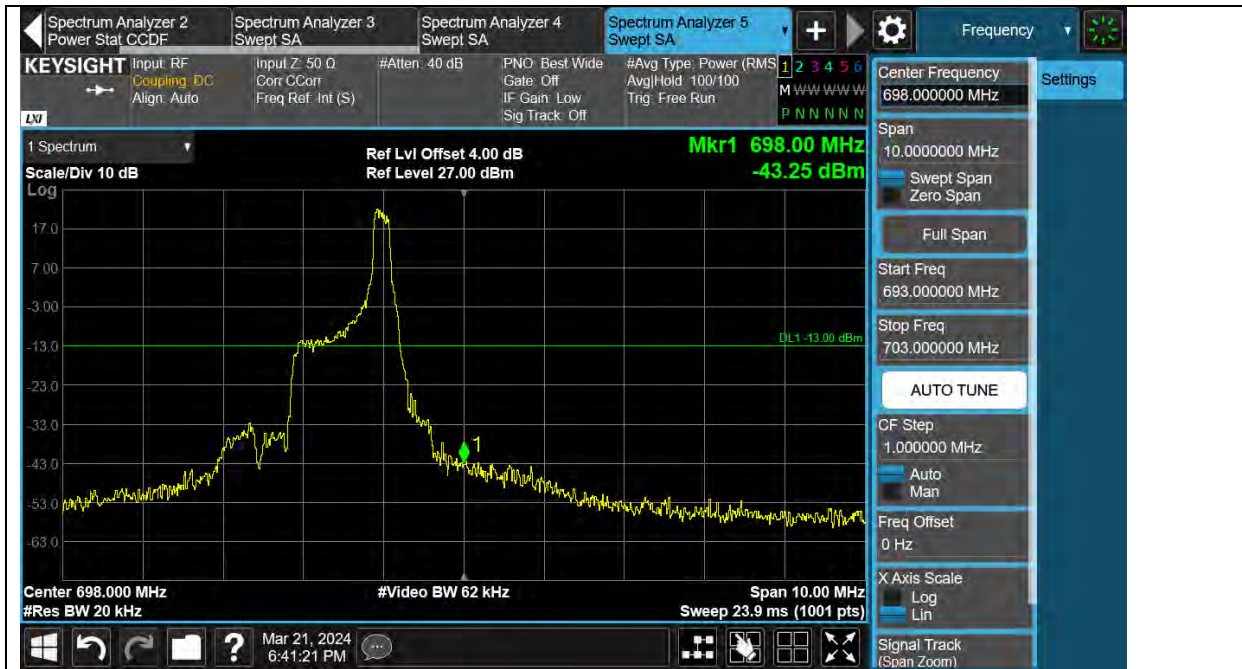 Spectrum Analyzer 2
Power Stat CCDF
Spectrum Analyzer 3
Swept SA
Spectrum Analyzer 4
Swept SA
Spectrum Analyzer 5
Swept SA
Frequency
KEYSIGHT
LXI
Input: RF
Coupling: DC
Align: Auto
Input Z: 50 Ω
Corr CCorr
Freq Ref: Int (S)
#Atten: 40 dB
PNO: Best Wide
Gate: Off
IF Gain: Low
Sig Track: Off
#Avg Type: Power (RMS
Avg|Hold: 100/100
Trig: Free Run
1 2 3 4 5 6
M W W W W W
P N N N N N
1 Spectrum
Scale/Div 10 dB
Ref Lvl Offset 4.00 dB
Ref Level 27.00 dBm
Mkr1 698.00 MHz
-43.25 dBm
Log
17.0
7.00
-3.00
-13.0
-23.0
-33.0
-43.0
-53.0
-63.0
DL1 -13.00 dBm
1
Center 698.000 MHz
#Res BW 20 kHz
#Video BW 62 kHz
Span 10.00 MHz
Sweep 23.9 ms (1001 pts)
Mar 21, 2024
6:41:21 PM
?
Center Frequency
698.000000 MHz
Settings
Span
10.0000000 MHz
Swept Span
Zero Span
Full Span
Start Freq
693.000000 MHz
Stop Freq
703.000000 MHz
AUTO TUNE
CF Step
1.000000 MHz
Auto
Man
Freq Offset
0 Hz
X Axis Scale
Log
Lin
Signal Track
(Span Zoom)